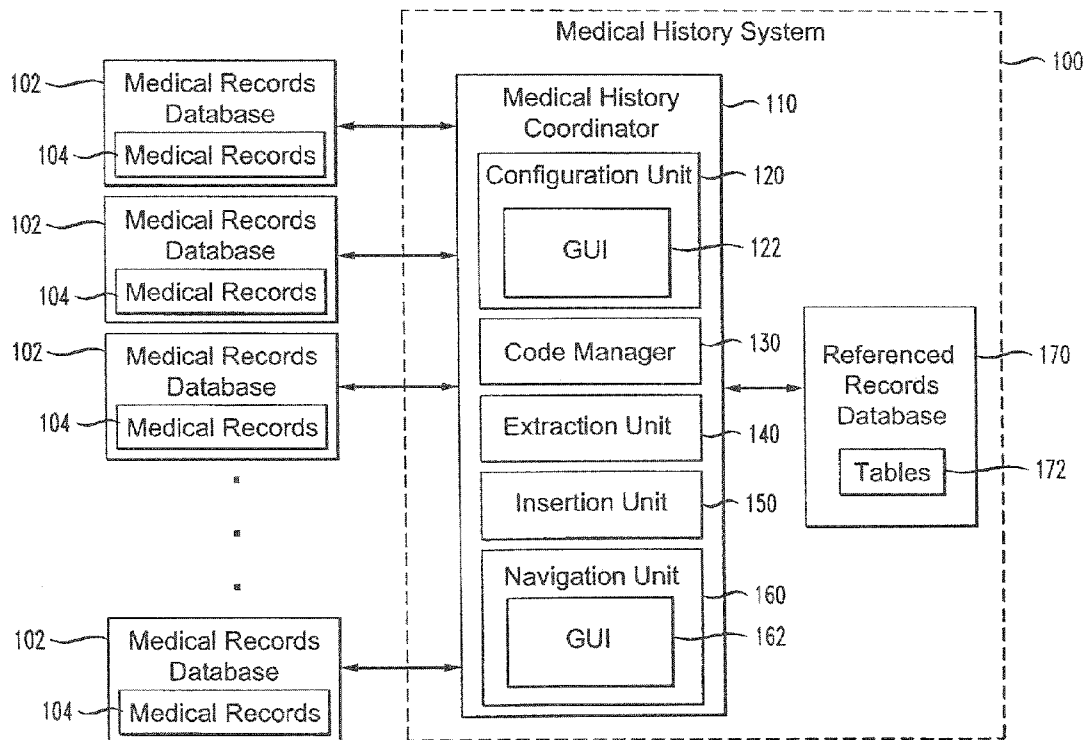 Medical History System
100
102
Medical Records
Database
104
Medical Records
102
Medical Records
Database
104
Medical Records
102
Medical Records
Database
104
Medical Records
102
Medical Records
Database
104
Medical Records
Medical History
Coordinator
110
Configuration Unit
120
GUI
122
Code Manager
130
Extraction Unit
140
Insertion Unit
150
Navigation Unit
160
GUI
162
Referenced
Records
Database
170
Tables
172